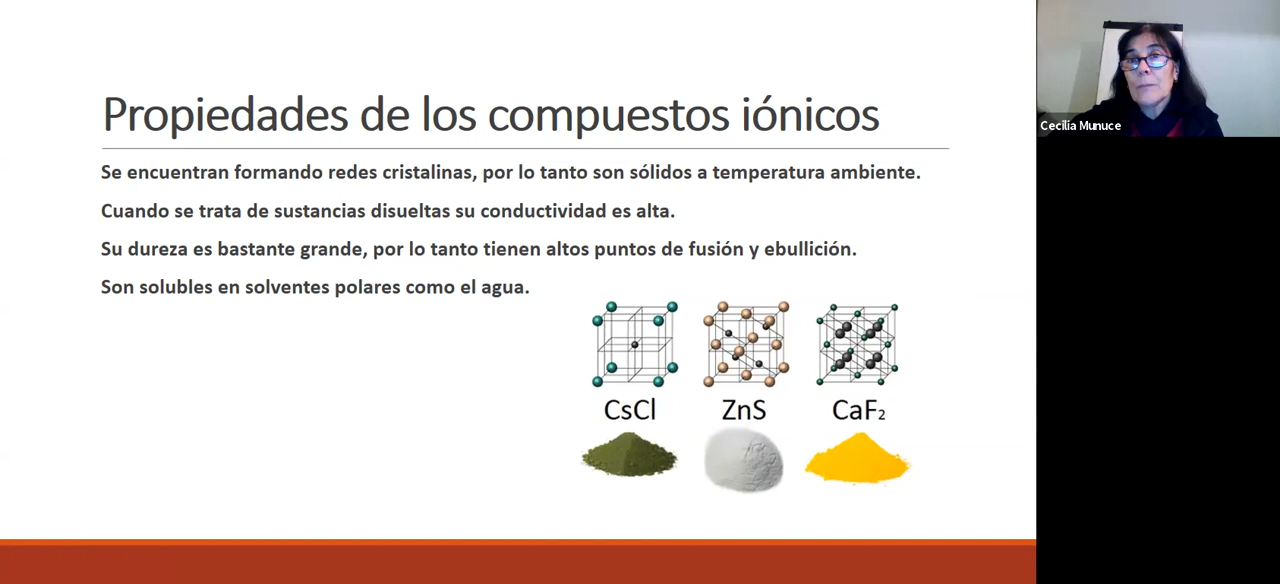 Propiedades de los compuestos iónicos
Se encuentran formando redes cristalinas, por lo tanto son sólidos a temperatura ambiente.
Cuando se trata de sustancias disueltas su conductividad es alta.
Su dureza es bastante grande, por lo tanto tienen altos puntos de fusión y ebullición.
Son solubles en solventes polares como el agua.
CsCl ZnS CaF₂
Cecilia Munuce